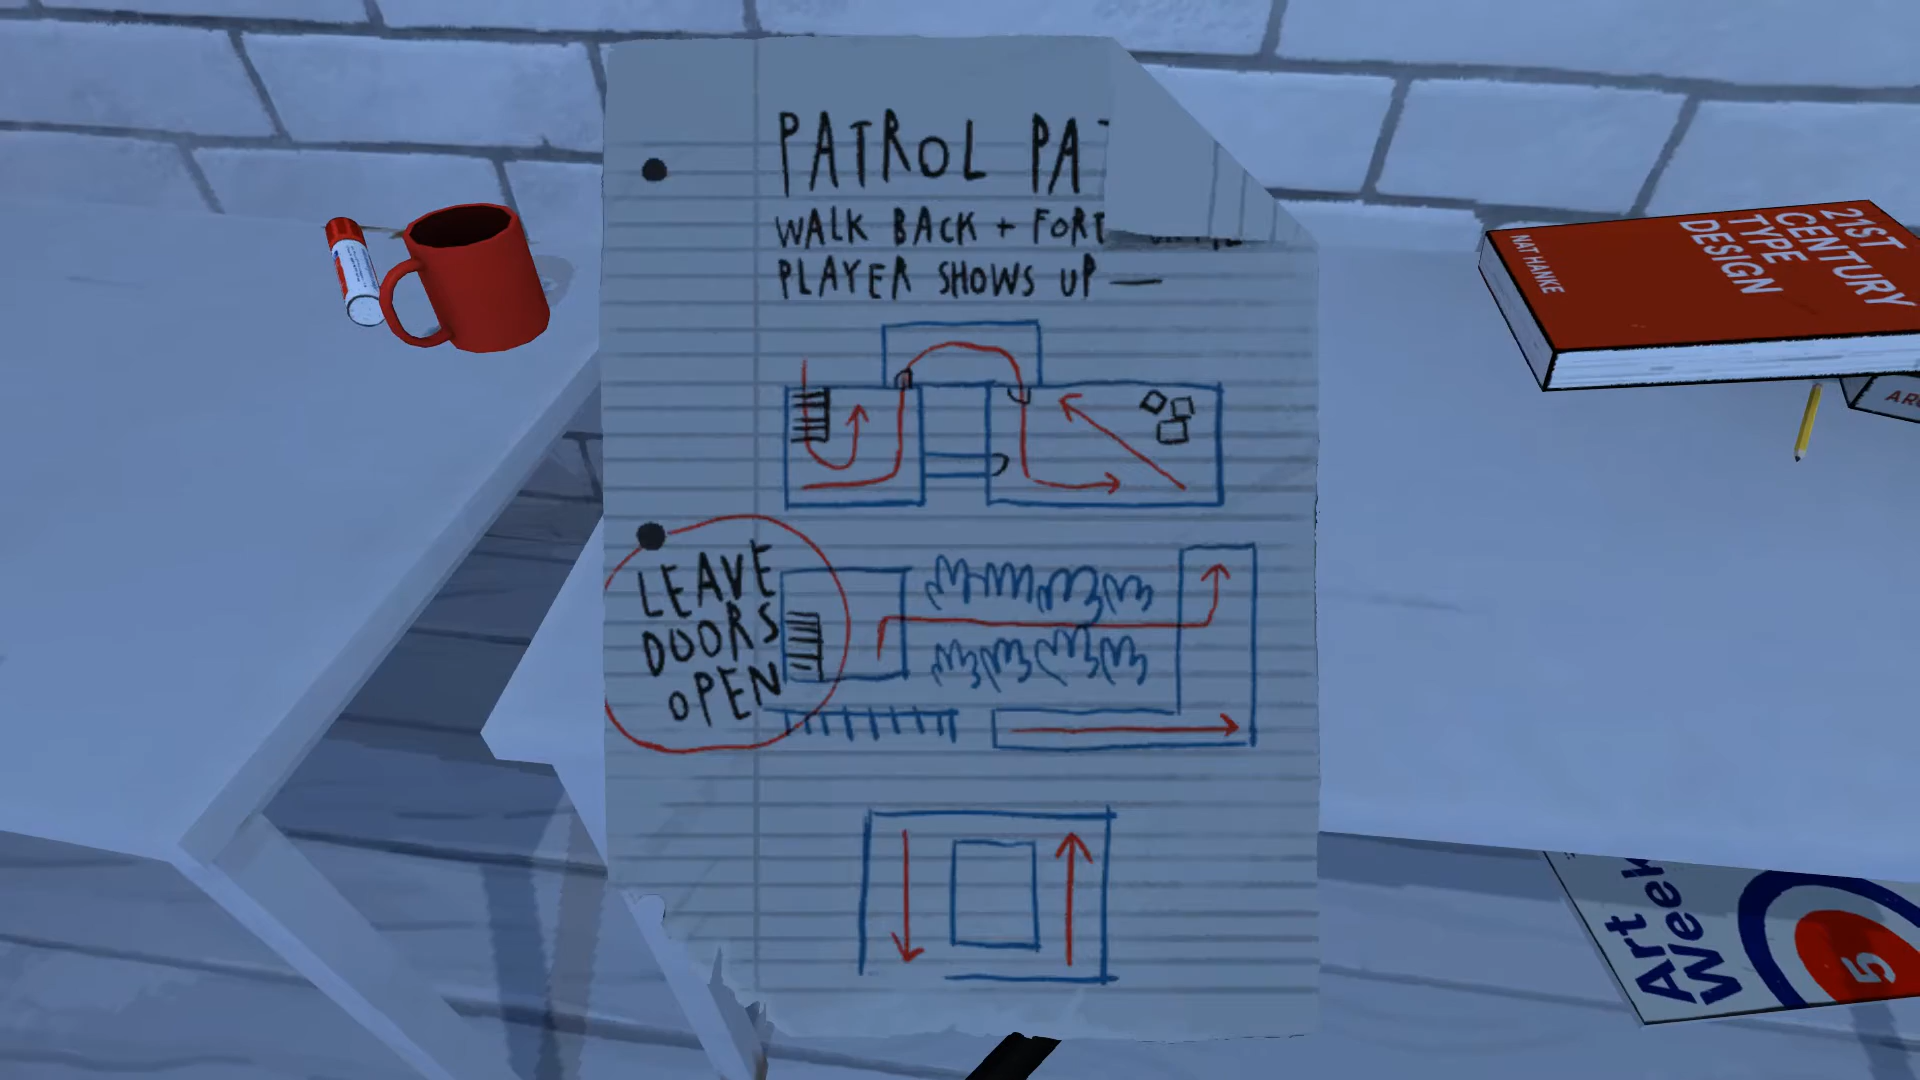 PATROL PA
WALK BACK + FORT
PLAYER SHOWS UP —
LEAVE
DOORS
OPEN
21ST
CENTURY
TYPE
DESIGN
NAT HANKE
Art
Week
5